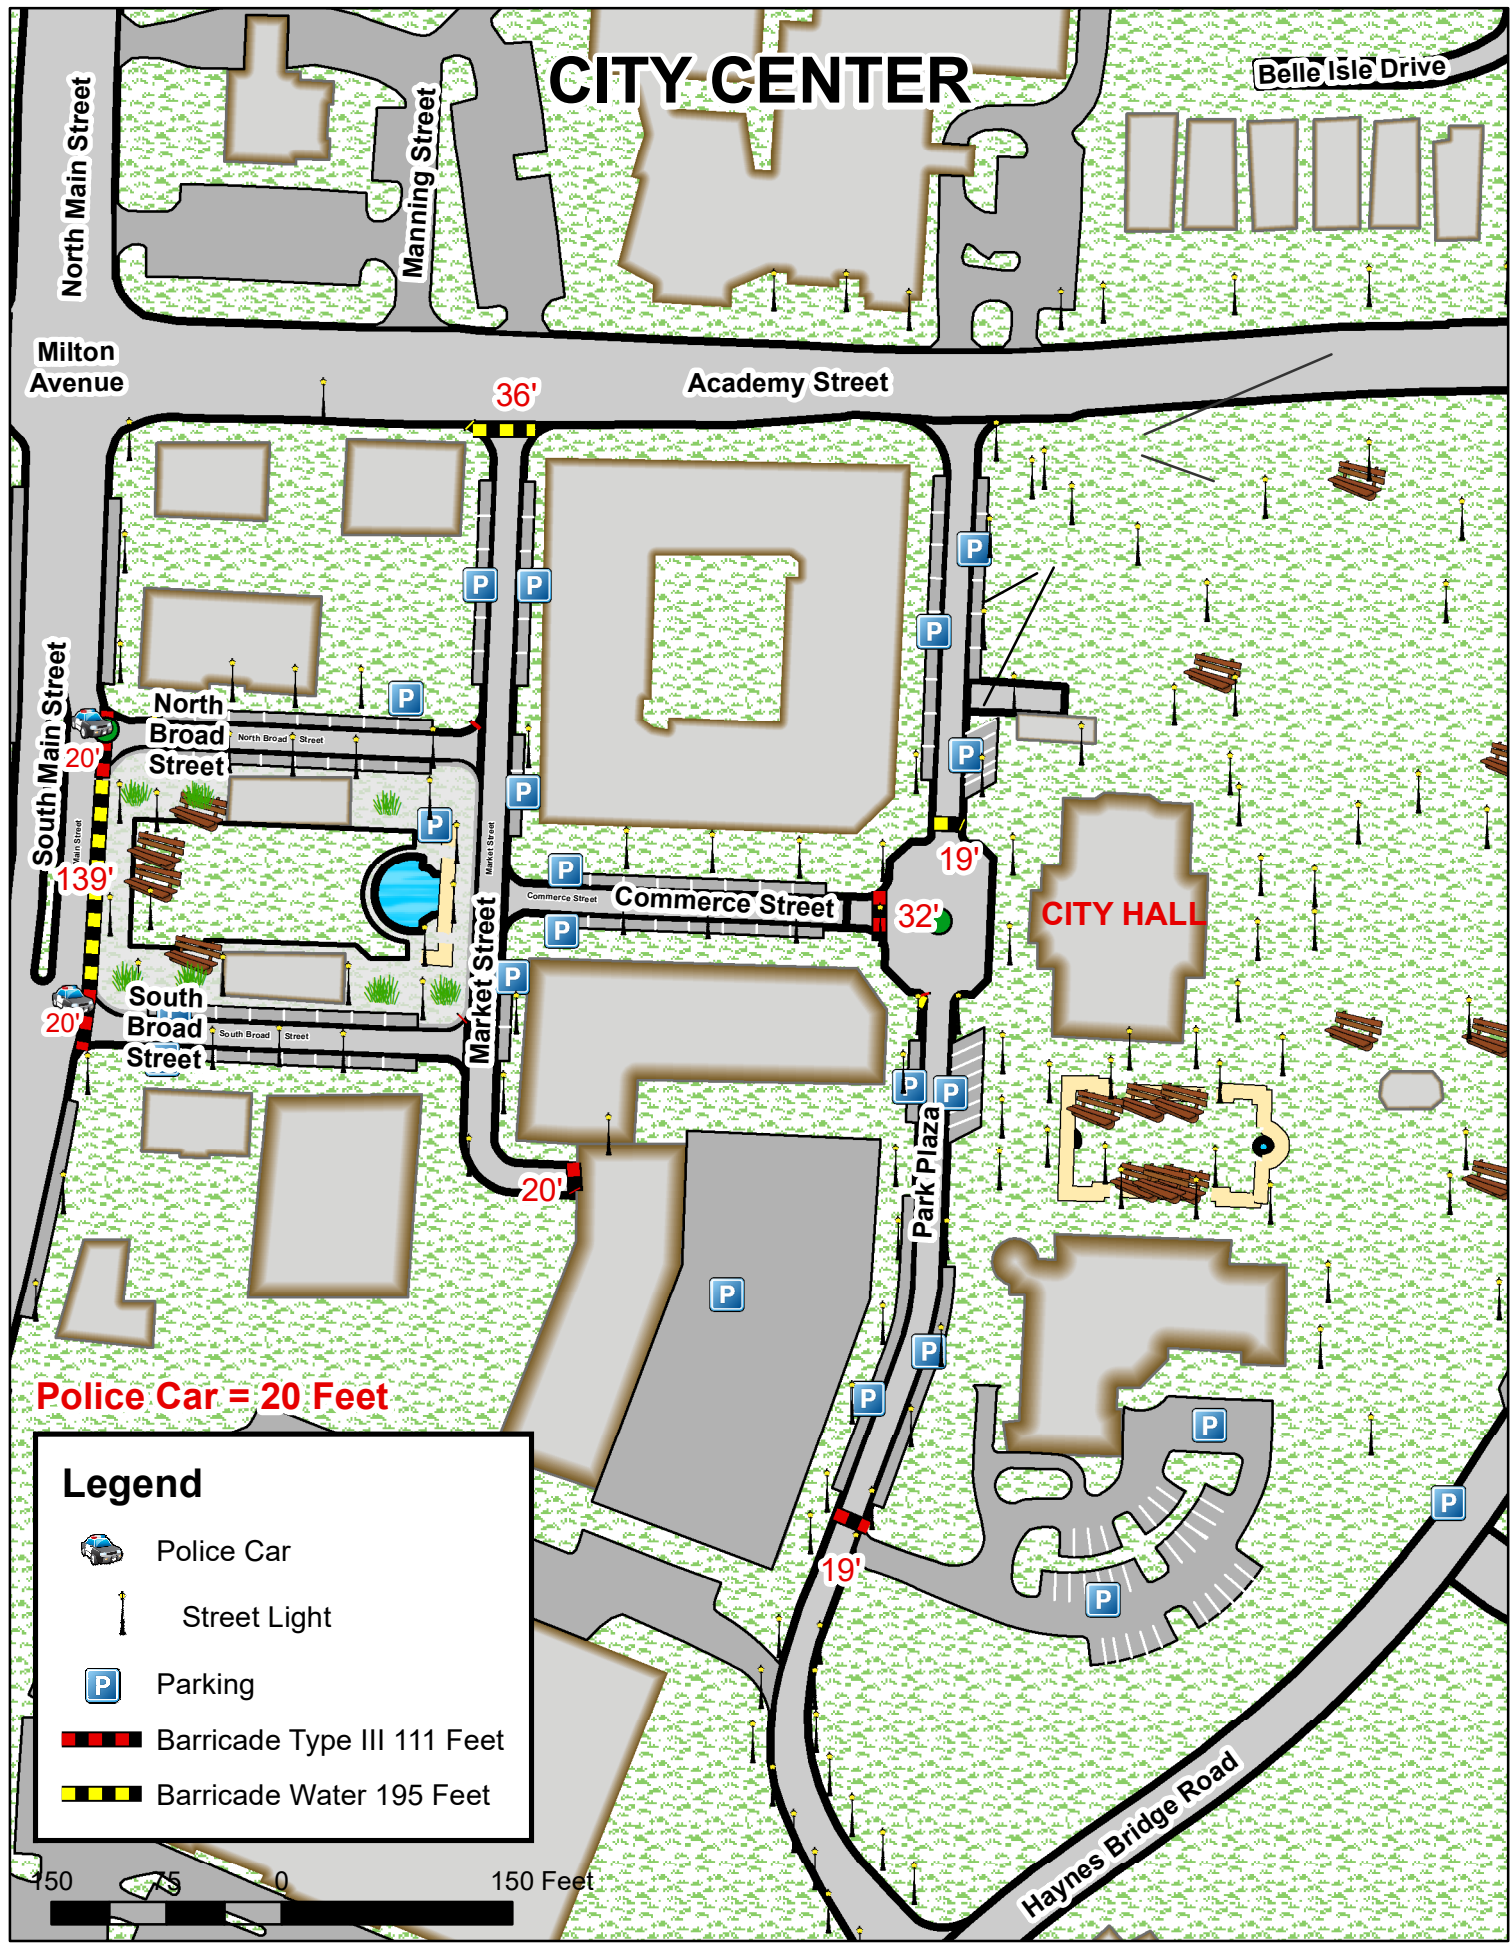 CITY CENTER
Belle Isle Drive
North Main Street
Manning Street
Milton
Avenue
Academy Street
36'
P
P
P
P
South Main Street
P
North
Broad
Street
North Broad Street
20'
P
P
P
Market Street
19'
139'
P
Commerce Street
Commerce Street
32'
CITY HALL
P
Market Street
P
South
Broad
Street
South Broad Street
20'
P
P
Park Plaza
20'
P
P
P
Police Car = 20 Feet
P
P
P
19'
Legend
Police Car
Street Light
P Parking
Barricade Type III 111 Feet
Barricade Water 195 Feet
Haynes Bridge Road
150 75 0 150 Feet